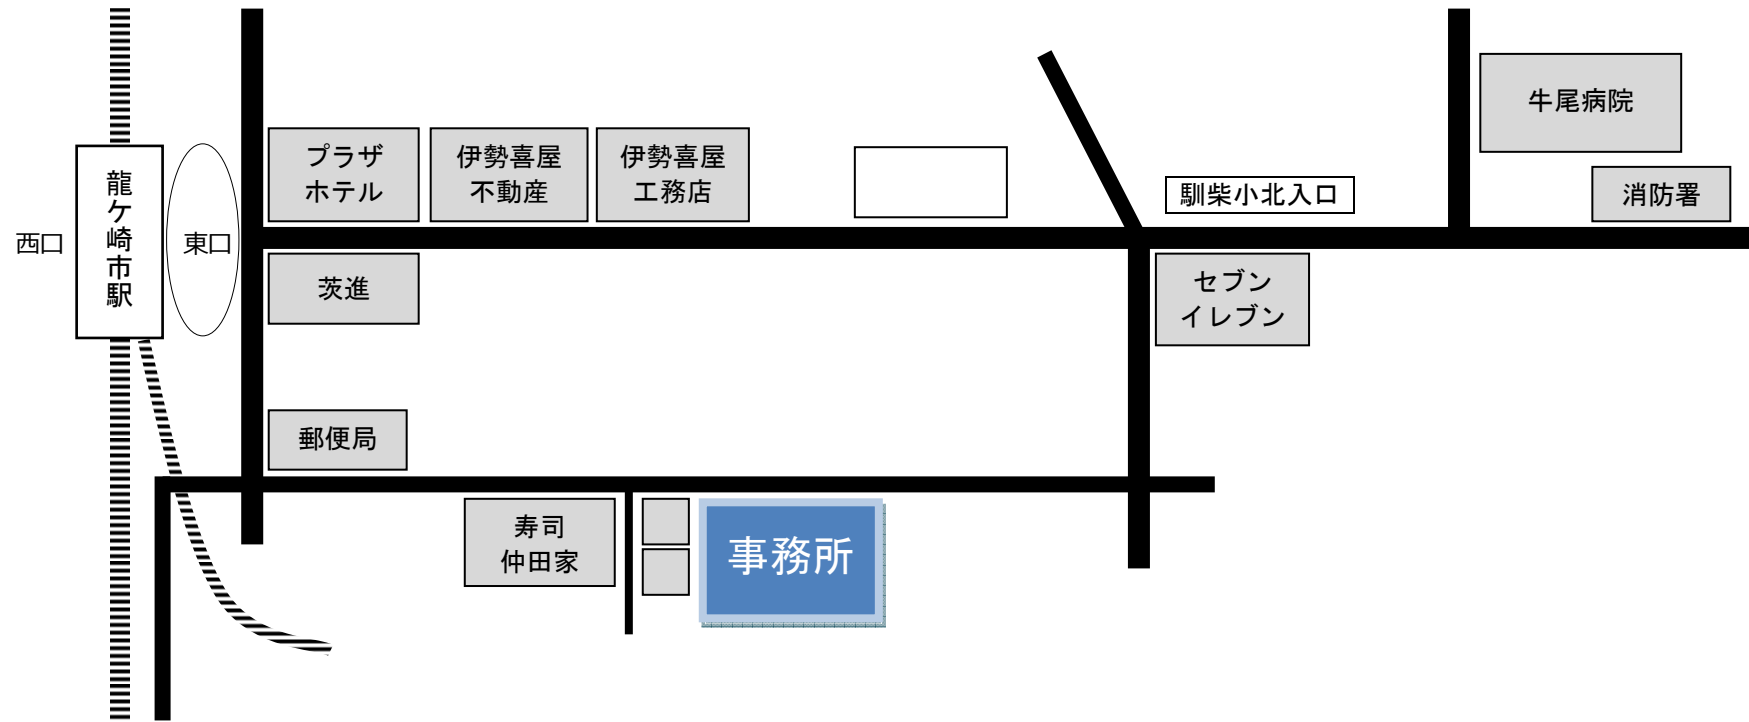 西口
龍ケ崎市駅
東口
プラザ
ホテル
伊勢喜屋
不動産
伊勢喜屋
工務店
馴柴小北入口
牛尾病院
消防署
茨進
セブン
イレブン
郵便局
寿司
仲田家
事務所